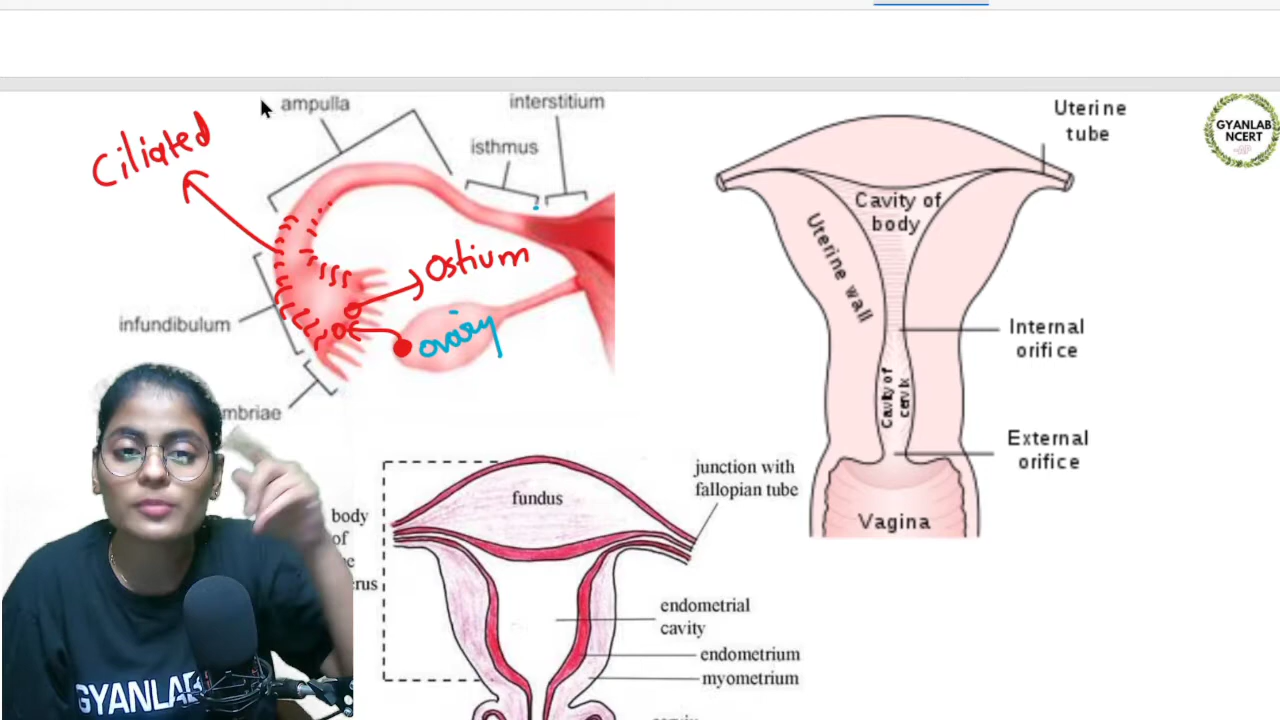 ampulla
interstitium
isthmus
Ciliated
Ostium
infundibulum
ovary
mbriae
Uterine
tube
GYANLAB
NCERT
Cavity of
body
Uterine wall
Internal
orifice
Cavity of
cervix
External
orifice
Vagina
junction with
fallopian tube
fundus
body
of
erus
endometrial
cavity
endometrium
myometrium
GYANLAB